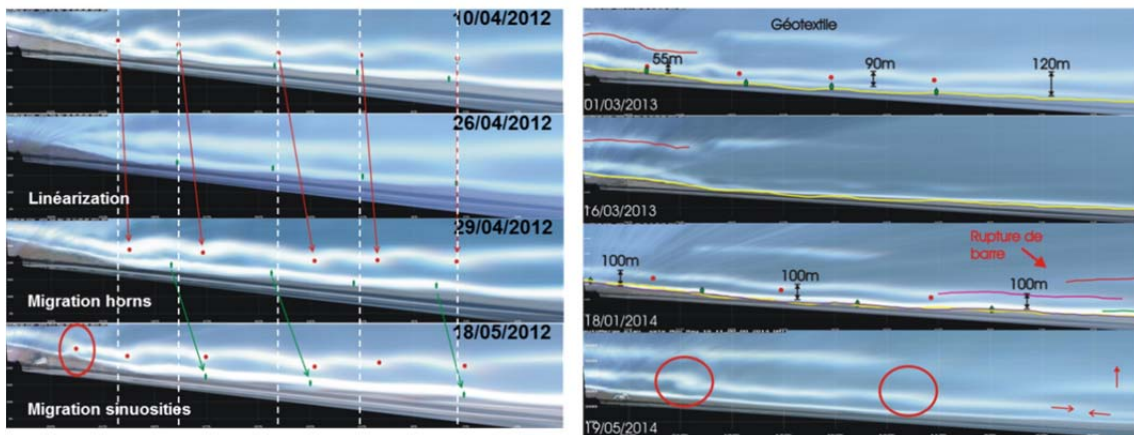 10/04/2012
26/04/2012
Linéarization
29/04/2012
Migration horns
18/05/2012
Migration sinuosities
Géotextile
55m
90m
120m
01/03/2013
16/03/2013
Rupture de
barre
100m
100m
100m
18/01/2014
19/05/2014